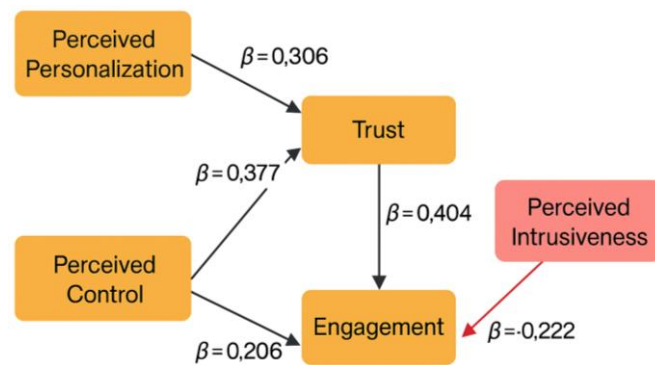 Perceived
Personalization
β = 0,306
Trust
β = 0,377
β = 0,404
Perceived
Intrusiveness
Perceived
Control
Engagement
β = 0,206
β = -0,222